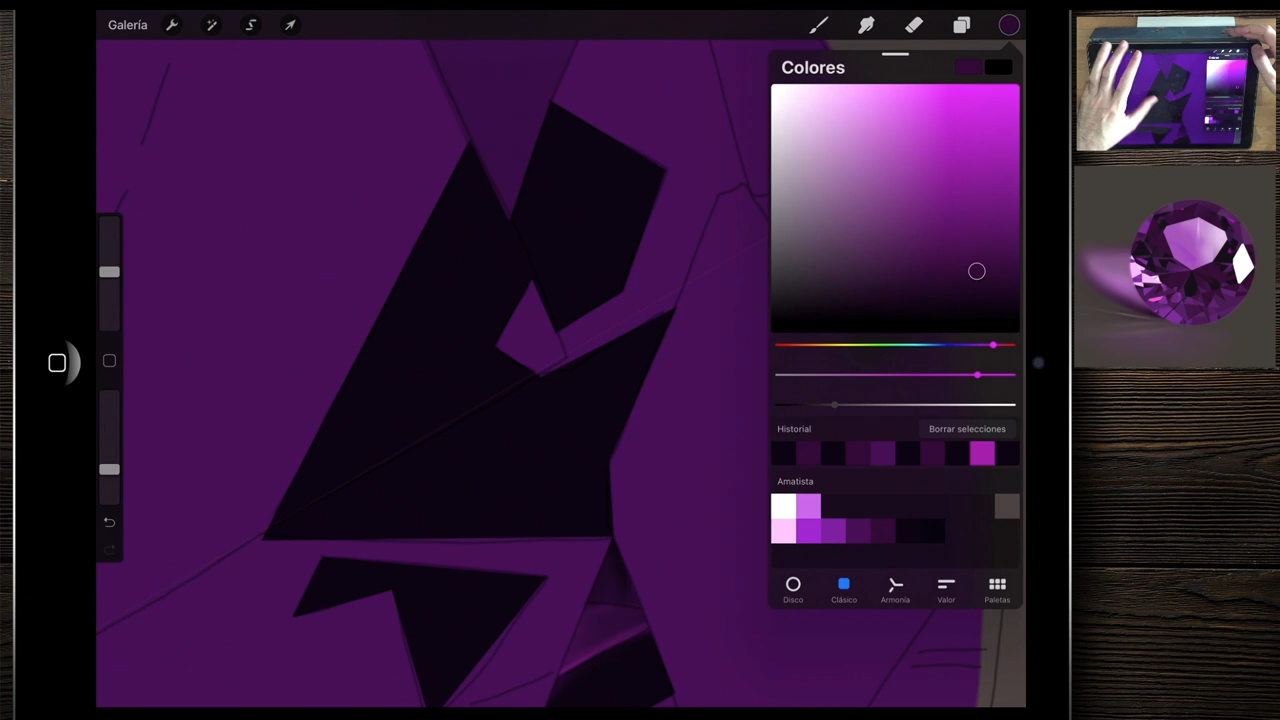 Galería
Colores
Historial
Borrar selecciones
Amatista
Disco
Clásico
Armonía
Valor
Paletas